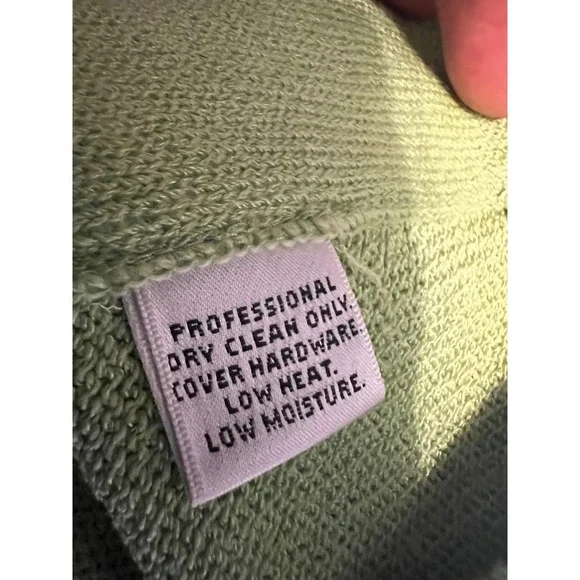 PROFESSIONAL
DRY CLEAN ONLY.
COVER HARDWARE.
LOW HEAT.
LOW MOISTURE.